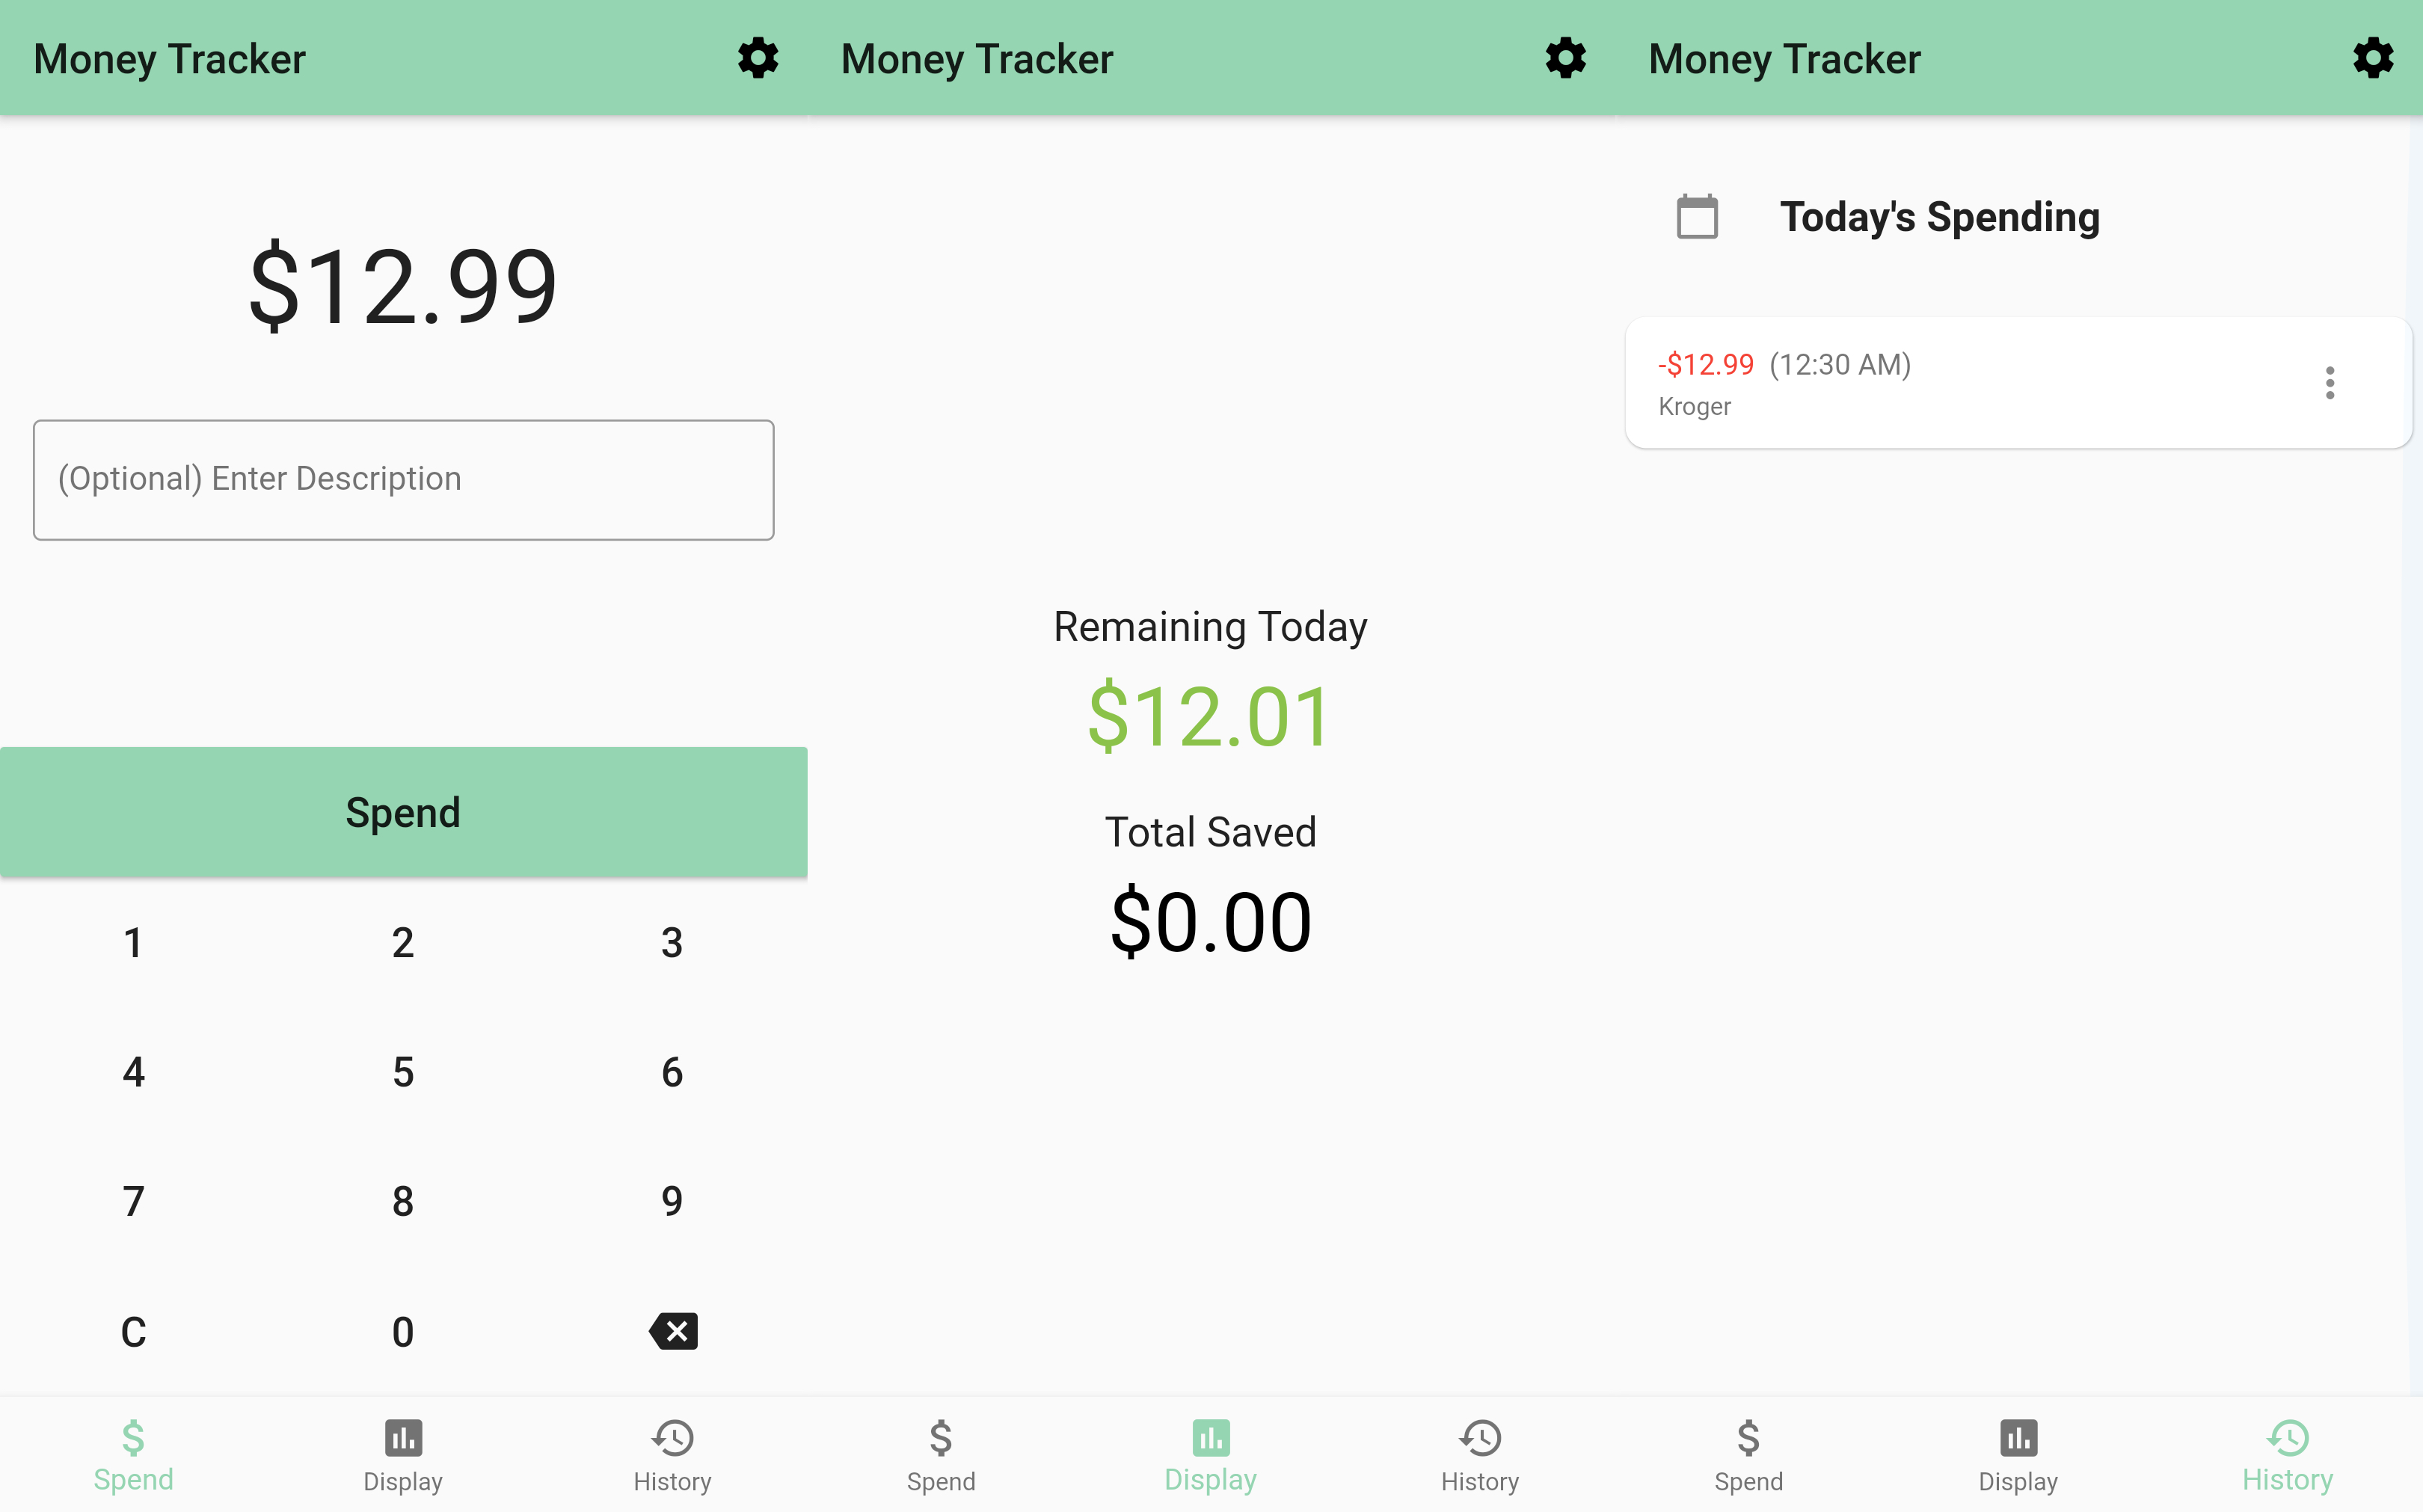 Money Tracker
$12.99
(Optional) Enter Description
Spend
1 2 3
4 5 6
7 8 9
C 0
Spend Display History
Money Tracker
Remaining Today
$12.01
Total Saved
$0.00
Spend Display History
Money Tracker
Today's Spending
-$12.99 (12:30 AM)
Kroger
Spend Display History